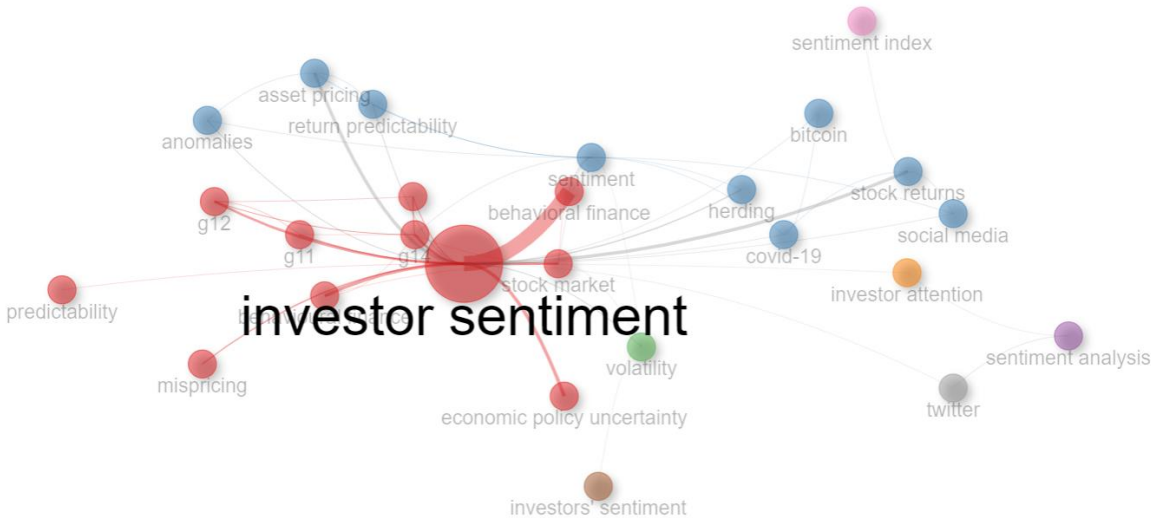 sentiment index
asset pricing
return predictability
anomalies
bitcoin
sentiment
stock returns
behavioral finance
herding
g12
social media
g11
g14
covid-19
stock market
investor attention
predictability
behavioural finance
investor sentiment
sentiment analysis
volatility
mispricing
twitter
economic policy uncertainty
investors' sentiment